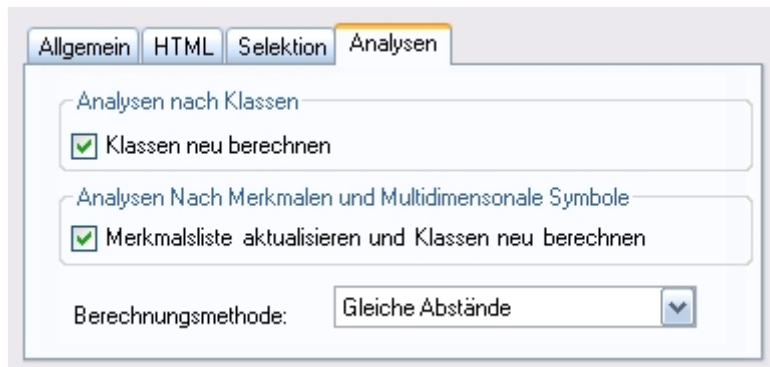 Allgemein HTML Selektion Analysen
Analysen nach Klassen
Klassen neu berechnen
Analysen Nach Merkmalen und Multidimensonale Symbole
Merkmalsliste aktualisieren und Klassen neu berechnen
Berechnungsmethode: Gleiche Abstände